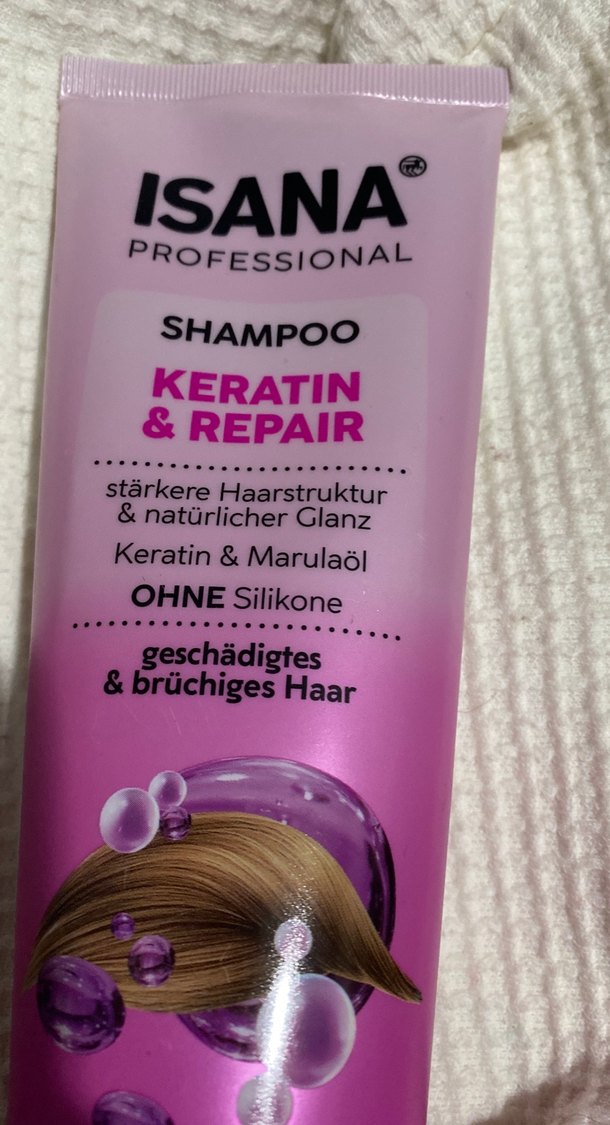 ISANA
PROFESSIONAL
SHAMPOO
KERATIN
& REPAIR
stärkere Haarstruktur
& natürlicher Glanz
Keratin & Marulaöl
OHNE Silikone
geschädigtes
& brüchiges Haar